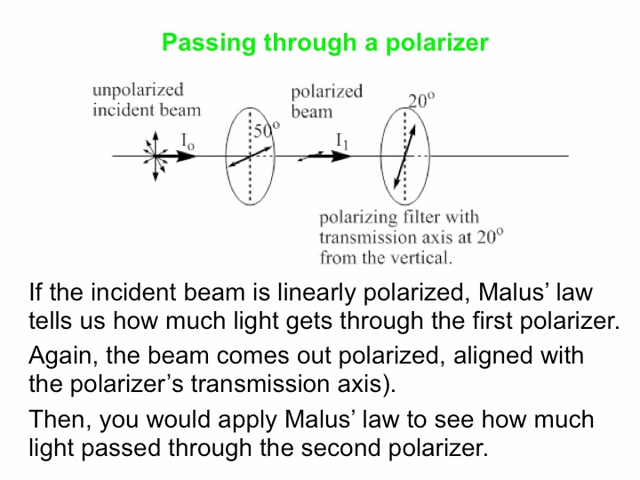 Passing through a polarizer
unpolarized
incident beam
polarized
beam
20°
50°
I₀
I₁
polarizing filter with
transmission axis at 20°
from the vertical.
If the incident beam is linearly polarized, Malus’ law
tells us how much light gets through the first polarizer.
Again, the beam comes out polarized, aligned with
the polarizer’s transmission axis).
Then, you would apply Malus’ law to see how much
light passed through the second polarizer.